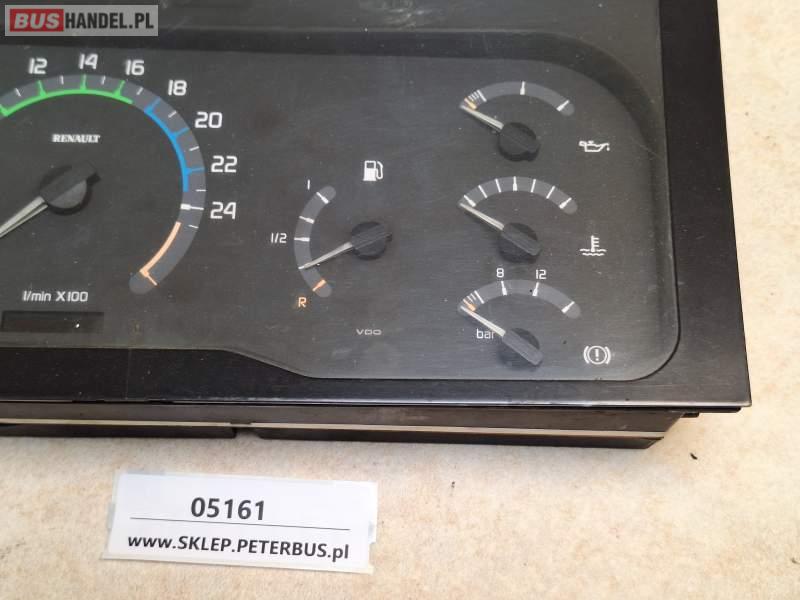 BUSHANDEL.PL
12 14 16 18 20 22 24
RENAULT
1/min X100
1
1/2
R
VDO
8 12
bar
05161
www.SKLEP.PETERBUS.pl